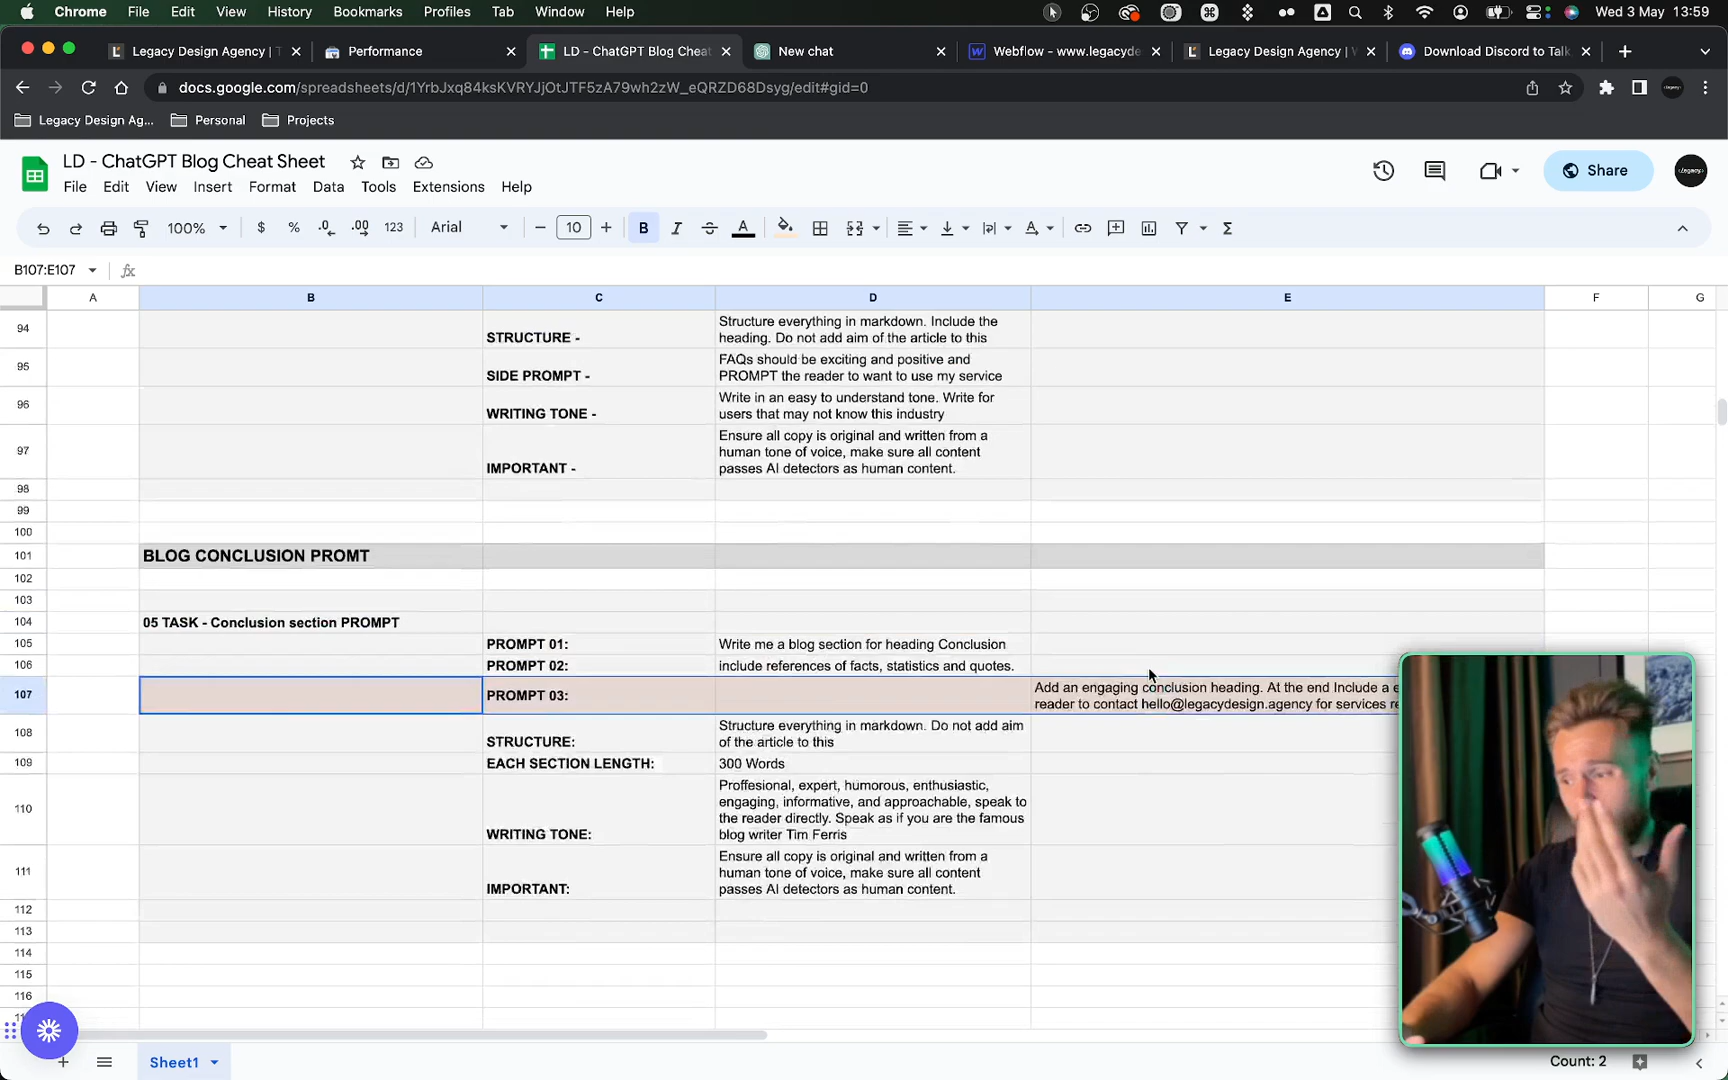 Chrome File Edit View History Bookmarks Profiles Tab Window Help Wed 3 May 13:59
Legacy Design Agency | T Performance LD - ChatGPT Blog Cheat New chat Webflow - www.legacyde Legacy Design Agency | Download Discord to Talk
docs.google.com/spreadsheets/d/1YrbJxq84ksKVRYJjOtJTF5zA79wh2zW_eQRZD68Dsyg/edit#gid=0
Legacy Design Ag... Personal Projects
LD - ChatGPT Blog Cheat Sheet
File Edit View Insert Format Data Tools Extensions Help
Share
100% $ % .0 .00 123 Arial 10 B I
B107:E107 fx
A B C D E F G
94 STRUCTURE - Structure everything in markdown. Include the
heading. Do not add aim of the article to this
95 SIDE PROMPT - FAQs should be exciting and positive and
PROMPT the reader to want to use my service
96 WRITING TONE - Write in an easy to understand tone. Write for
users that may not know this industry
97 IMPORTANT - Ensure all copy is original and written from a
human tone of voice, make sure all content
passes AI detectors as human content.
98
99
100
101 BLOG CONCLUSION PROMT
102
103
104 05 TASK - Conclusion section PROMPT
105 PROMPT 01: Write me a blog section for heading Conclusion
106 PROMPT 02: include references of facts, statistics and quotes.
107 PROMPT 03: Add an engaging conclusion heading. At the end Include a
reader to contact hello@legacydesign.agency for services
108 STRUCTURE: Structure everything in markdown. Do not add aim
of the article to this
109 EACH SECTION LENGTH: 300 Words
110 WRITING TONE: Proffesional, expert, humorous, enthusiastic,
engaging, informative, and approachable, speak to
the reader directly. Speak as if you are the famous
blog writer Tim Ferris
111 IMPORTANT: Ensure all copy is original and written from a
human tone of voice, make sure all content
passes AI detectors as human content.
112
113
114
115
116
Sheet1
Count: 2